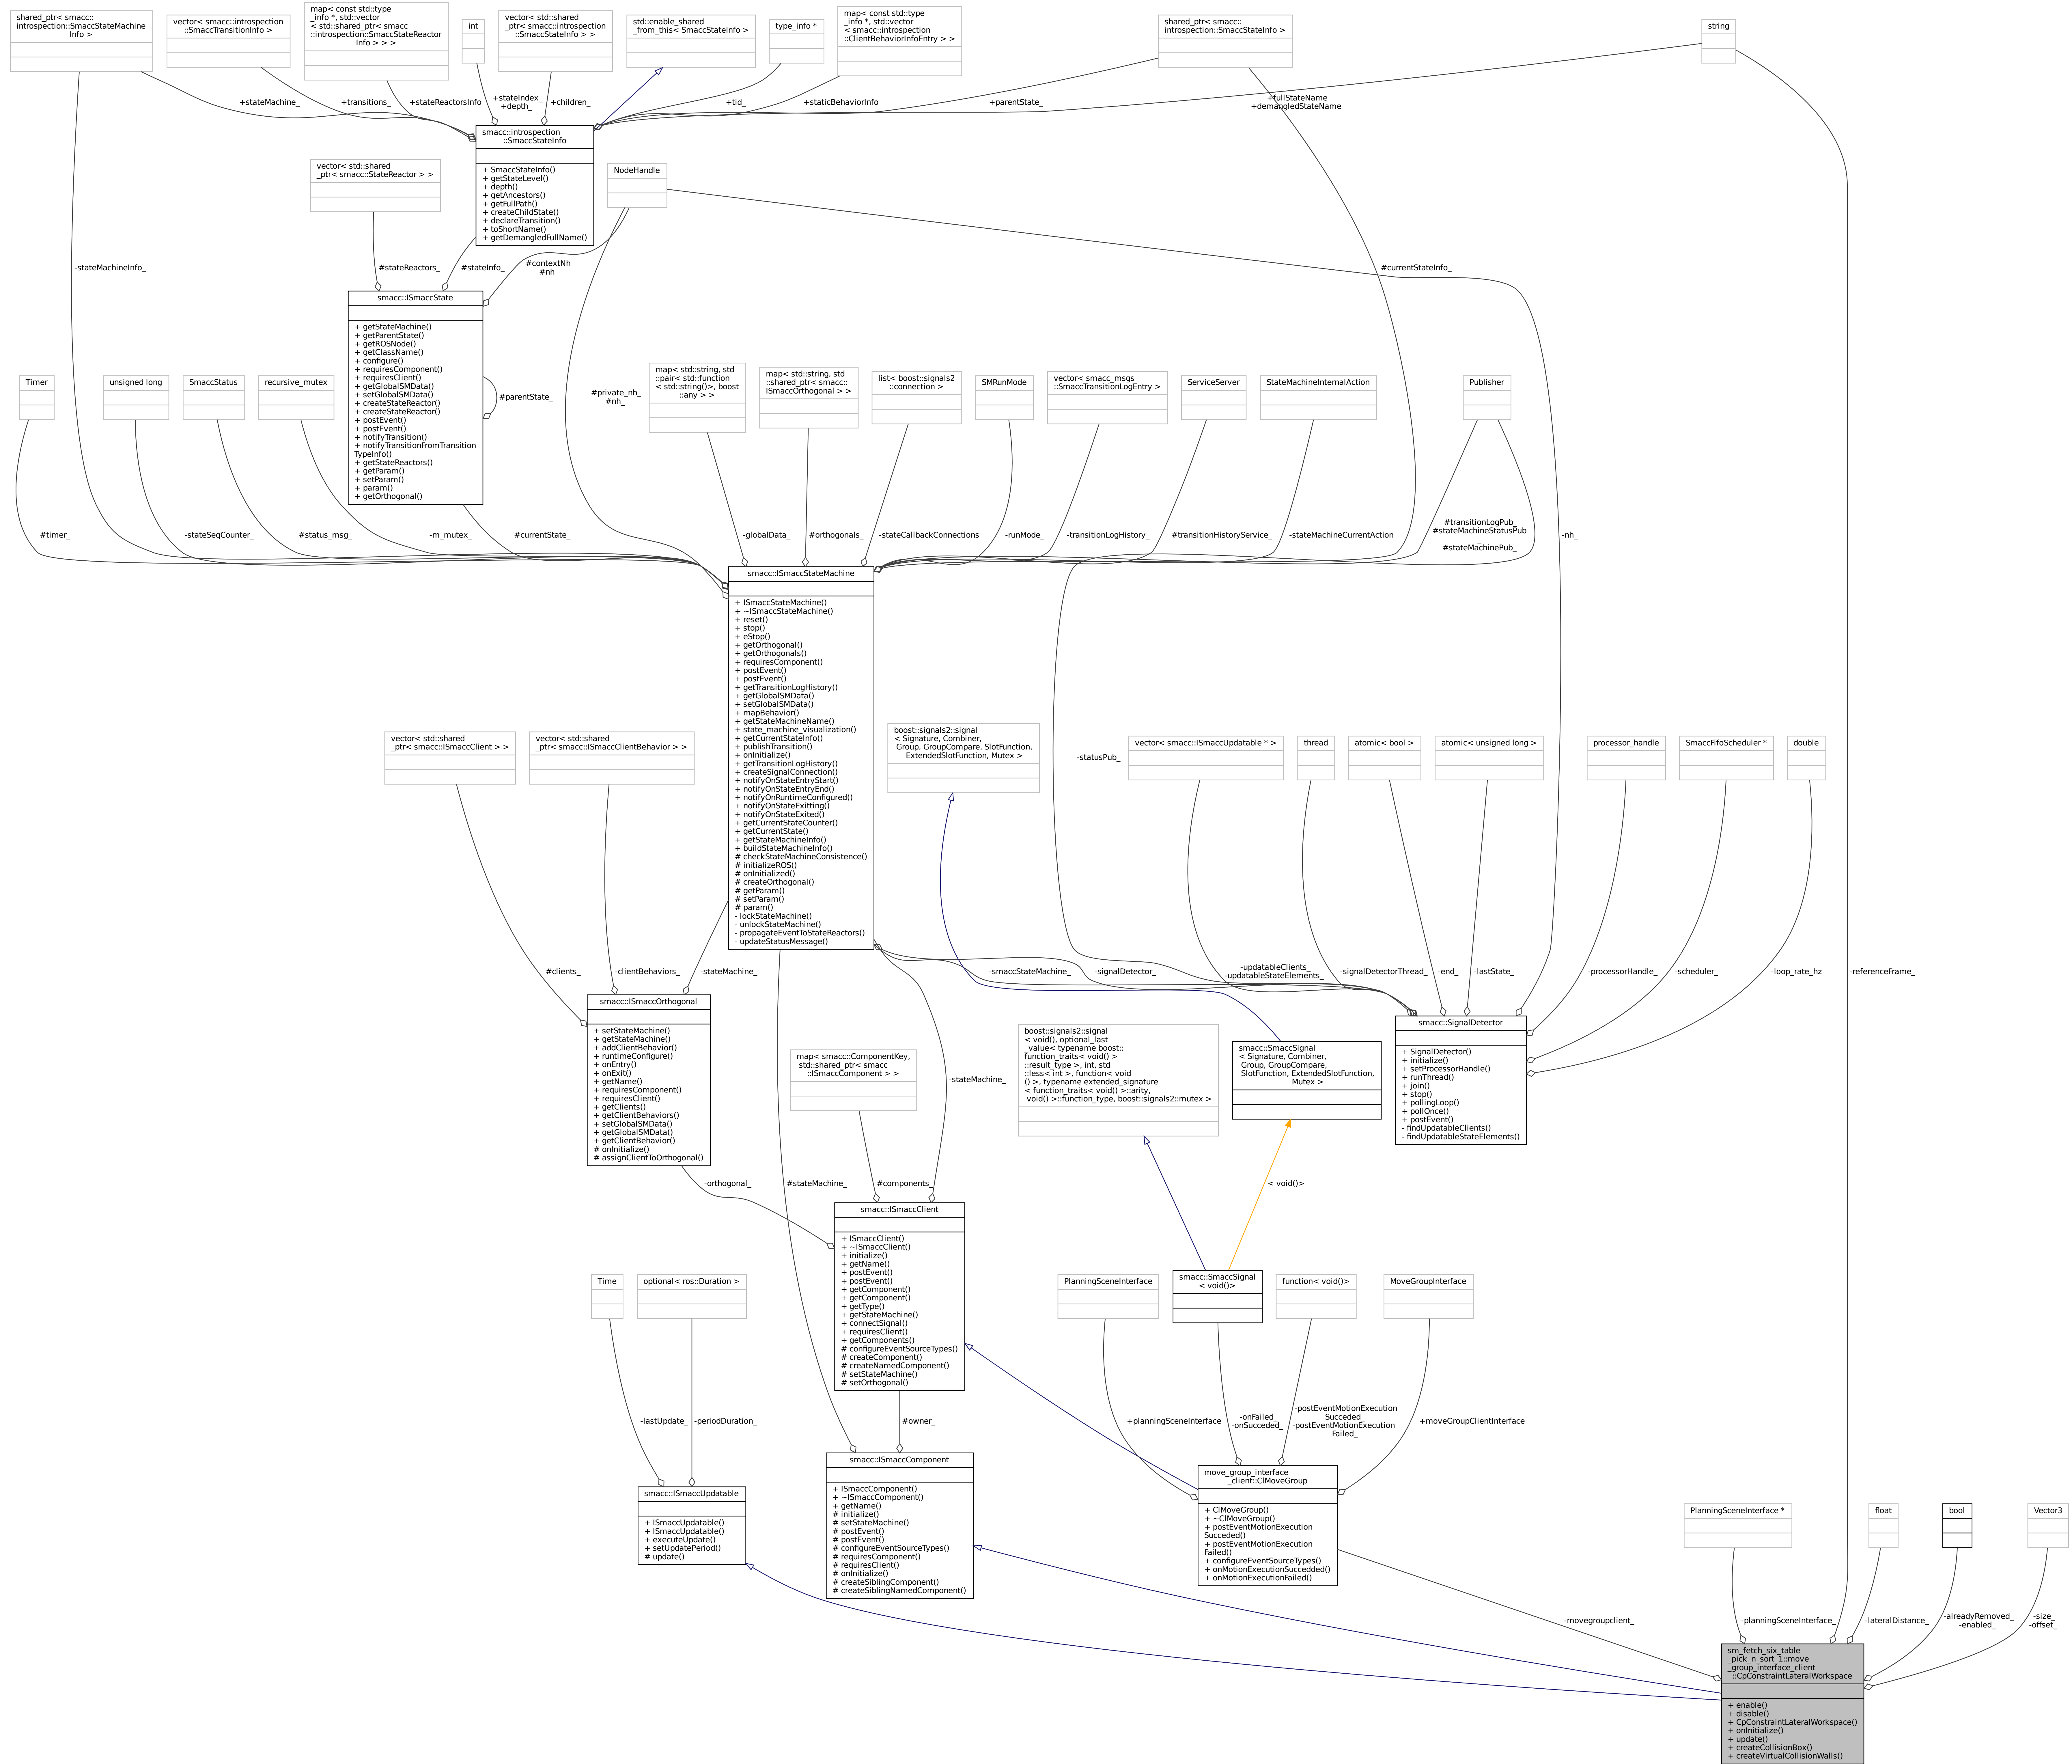 shared_ptr< smacc::
introspection::SmaccStateMachine
Info >
vector< smacc::introspection
::SmaccTransitionInfo >
map< const std::type
_info *, std::vector
< std::shared_ptr< smacc
::introspection::SmaccStateReactor
Info > > >
int
vector< std::shared
_ptr< smacc::introspection
::SmaccStateInfo > >
std::enable_shared
_from_this< SmaccStateInfo >
type_info *
map< const std::type
_info *, std::vector
< smacc::introspection
::ClientBehaviorInfoEntry > >
shared_ptr< smacc::
introspection::SmaccStateInfo >
string
+stateMachine_
+transitions_
+stateReactorsInfo
+stateIndex_
+depth_
+children_
+tid_
+staticBehaviorInfo
+parentState_
+fullStateName
+demangledStateName
smacc::introspection
::SmaccStateInfo
+ SmaccStateInfo()
+ getStateLevel()
+ depth()
+ getAncestors()
+ getFullPath()
+ createChildState()
+ declareTransition()
+ toShortName()
+ getDemangledFullName()
vector< std::shared
_ptr< smacc::StateReactor > >
NodeHandle
-stateMachineInfo_
#stateReactors_
#stateInfo_
#contextNh
#nh
#currentStateInfo_
smacc::ISmaccState
+ getStateMachine()
+ getParentState()
+ getROSNode()
+ getClassName()
+ configure()
+ requiresComponent()
+ requiresClient()
+ getGlobalSMData()
+ setGlobalSMData()
+ createStateReactor()
+ createStateReactor()
+ postEvent()
+ postEvent()
+ notifyTransition()
+ notifyTransitionFromTransition
TypeInfo()
+ getStateReactors()
+ getParam()
+ setParam()
+ param()
+ getOrthogonal()
#parentState_
#private_nh_
#nh_
Timer
unsigned long
SmaccStatus
recursive_mutex
map< std::string, std
::pair< std::function
< std::string()>, boost
::any > >
map< std::string, std
::shared_ptr< smacc::
ISmaccOrthogonal > >
list< boost::signals2
::connection >
SMRunMode
vector< smacc_msgs
::SmaccTransitionLogEntry >
ServiceServer
StateMachineInternalAction
Publisher
#timer_
-stateSeqCounter_
#status_msg_
-m_mutex_
#currentState_
-globalData_
#orthogonals_
-stateCallbackConnections
-runMode_
-transitionLogHistory_
#transitionHistoryService_
-stateMachineCurrentAction
#transitionLogPub_
#stateMachineStatusPub
_
#stateMachinePub_
-nh_
smacc::ISmaccStateMachine
+ ISmaccStateMachine()
+ ~ISmaccStateMachine()
+ reset()
+ stop()
+ eStop()
+ getOrthogonal()
+ getOrthogonals()
+ requiresComponent()
+ postEvent()
+ postEvent()
+ getTransitionLogHistory()
+ getGlobalSMData()
+ setGlobalSMData()
+ mapBehavior()
+ getStateMachineName()
+ state_machine_visualization()
+ getCurrentStateInfo()
+ publishTransition()
+ onInitialize()
+ getTransitionLogHistory()
+ createSignalConnection()
+ notifyOnStateEntryStart()
+ notifyOnStateEntryEnd()
+ notifyOnRuntimeConfigured()
+ notifyOnStateExitting()
+ notifyOnStateExited()
+ getCurrentStateCounter()
+ getCurrentState()
+ getStateMachineInfo()
+ buildStateMachineInfo()
# checkStateMachineConsistence()
# initializeROS()
# onInitialized()
# createOrthogonal()
# getParam()
# setParam()
# param()
- lockStateMachine()
- unlockStateMachine()
- propagateEventToStateReactors()
- updateStatusMessage()
vector< std::shared
_ptr< smacc::ISmaccClient > >
vector< std::shared
_ptr< smacc::ISmaccClientBehavior > >
boost::signals2::signal
< Signature, Combiner,
Group, GroupCompare, SlotFunction,
ExtendedSlotFunction, Mutex >
-statusPub_
vector< smacc::ISmaccUpdatable * >
thread
atomic< bool >
atomic< unsigned long >
processor_handle
SmaccFifoScheduler *
double
#clients_
-clientBehaviors_
-stateMachine_
-smaccStateMachine_
-signalDetector_
-updatableClients_
-updatableStateElements_
-signalDetectorThread_
-end_
-lastState_
-processorHandle_
-scheduler_
-loop_rate_hz
-referenceFrame_
smacc::ISmaccOrthogonal
+ setStateMachine()
+ getStateMachine()
+ addClientBehavior()
+ runtimeConfigure()
+ onEntry()
+ onExit()
+ getName()
+ requiresComponent()
+ requiresClient()
+ getClients()
+ getClientBehaviors()
+ setGlobalSMData()
+ getGlobalSMData()
+ getClientBehavior()
# onInitialize()
# assignClientToOrthogonal()
map< smacc::ComponentKey,
std::shared_ptr< smacc
::ISmaccComponent > >
-stateMachine_
boost::signals2::signal
< void(), optional_last
_value< typename boost::
function_traits< void() >
::result_type >, int, std
::less< int >, function< void
() >, typename extended_signature
< function_traits< void() >::arity,
void() >::function_type, boost::signals2::mutex >
smacc::SmaccSignal
< Signature, Combiner,
Group, GroupCompare,
SlotFunction, ExtendedSlotFunction,
Mutex >
smacc::SignalDetector
+ SignalDetector()
+ initialize()
+ setProcessorHandle()
+ runThread()
+ join()
+ stop()
+ pollingLoop()
+ pollOnce()
+ postEvent()
- findUpdatableClients()
- findUpdatableStateElements()
-orthogonal_
#stateMachine_
#components_
< void()>
smacc::ISmaccClient
+ ISmaccClient()
+ ~ISmaccClient()
+ initialize()
+ getName()
+ postEvent()
+ postEvent()
+ getComponent()
+ getComponent()
+ getType()
+ getStateMachine()
+ connectSignal()
+ requiresClient()
+ getComponents()
# configureEventSourceTypes()
# createComponent()
# createNamedComponent()
# setStateMachine()
# setOrthogonal()
Time
optional< ros::Duration >
PlanningSceneInterface
smacc::SmaccSignal
< void()>
function< void()>
MoveGroupInterface
-lastUpdate_
-periodDuration_
#owner_
+planningSceneInterface
-onFailed_
-onSucceded_
-postEventMotionExecution
Succeded_
-postEventMotionExecution
Failed_
+moveGroupClientInterface
smacc::ISmaccUpdatable
+ ISmaccUpdatable()
+ ISmaccUpdatable()
+ executeUpdate()
+ setUpdatePeriod()
# update()
smacc::ISmaccComponent
+ ISmaccComponent()
+ ~ISmaccComponent()
+ getName()
# initialize()
# setStateMachine()
# postEvent()
# postEvent()
# configureEventSourceTypes()
# requiresComponent()
# requiresClient()
# onInitialize()
# createSiblingComponent()
# createSiblingNamedComponent()
move_group_interface
_client::ClMoveGroup
+ ClMoveGroup()
+ ~ClMoveGroup()
+ postEventMotionExecution
Succeded()
+ postEventMotionExecution
Failed()
+ configureEventSourceTypes()
+ onMotionExecutionSuccedded()
+ onMotionExecutionFailed()
PlanningSceneInterface *
float
bool
Vector3
-movegroupclient_
-planningSceneInterface_
-lateralDistance_
-alreadyRemoved_
-enabled_
-size_
-offset_
sm_fetch_six_table
_pick_n_sort_1::move
_group_interface_client
::CpConstraintLateralWorkspace
+ enable()
+ disable()
+ CpConstraintLateralWorkspace()
+ onInitialize()
+ update()
+ createCollisionBox()
+ createVirtualCollisionWalls()